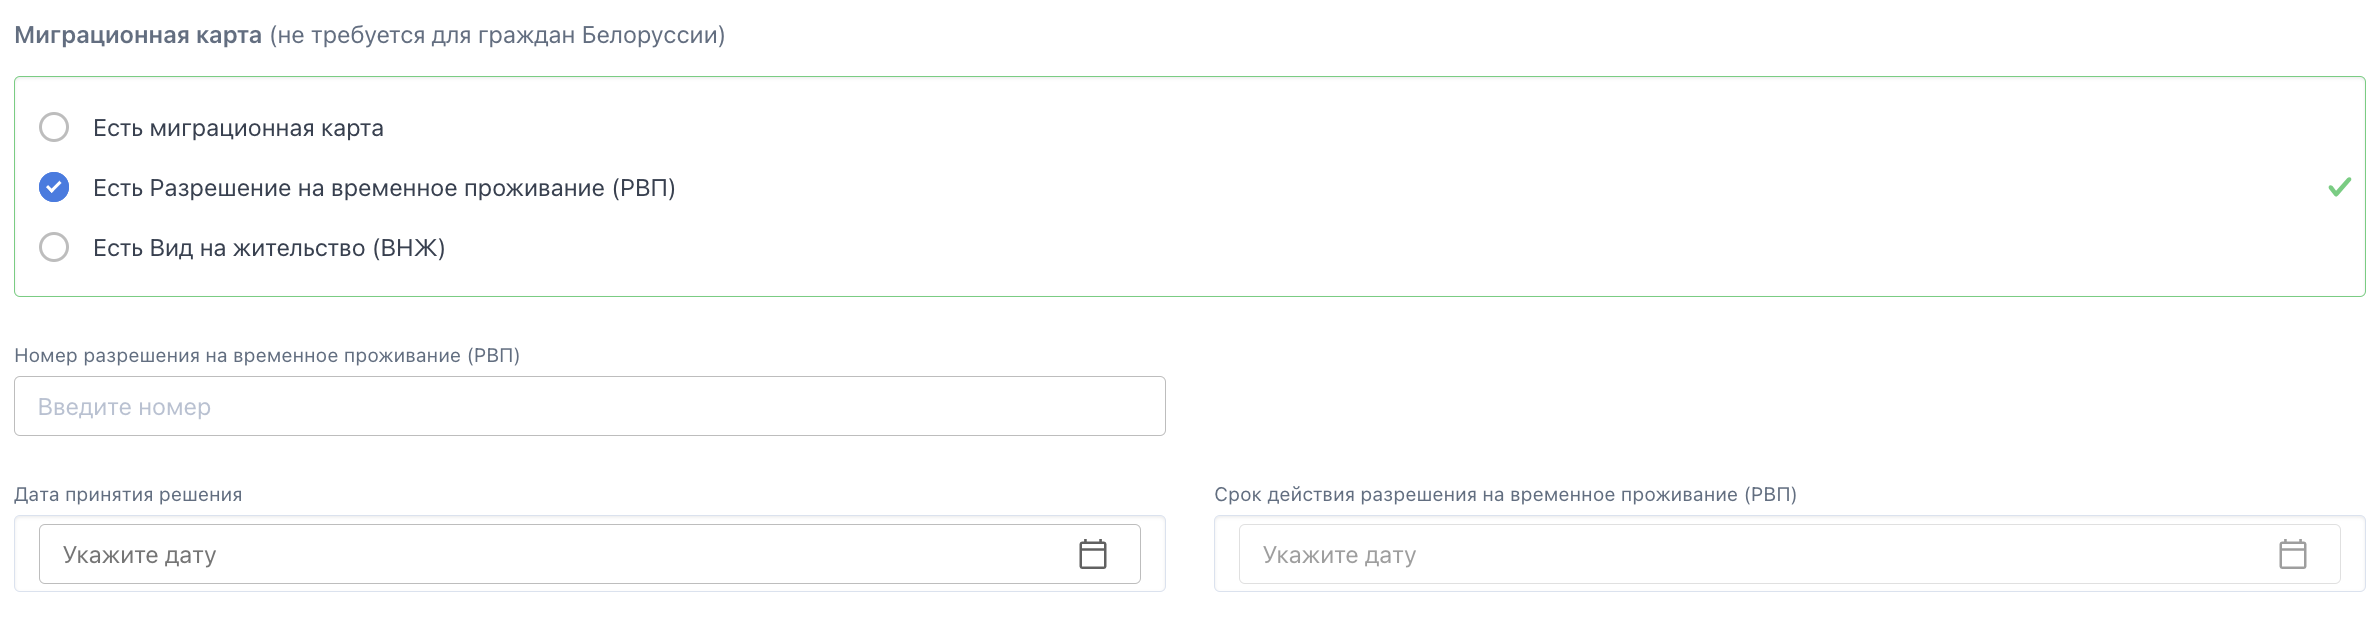 Миграционная карта (не требуется для граждан Белоруссии)
Есть миграционная карта
Есть Разрешение на временное проживание (РВП)
Есть Вид на жительство (ВНЖ)
Номер разрешения на временное проживание (РВП)
Введите номер
Дата принятия решения
Укажите дату
Срок действия разрешения на временное проживание (РВП)
Укажите дату